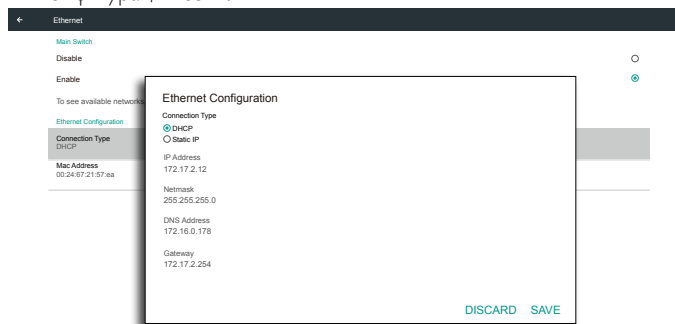 Ethernet
Main Switch
Disable
Enable
To see available networks
Ethernet Configuration
Connection Type
DHCP
Mac Address
00:24:67:21:57:ea
Ethernet Configuration
Connection Type
DHCP
Static IP
IP Address
172.17.2.12
Netmask
255.255.255.0
DNS Address
172.16.0.178
Gateway
172.17.2.254
DISCARD SAVE